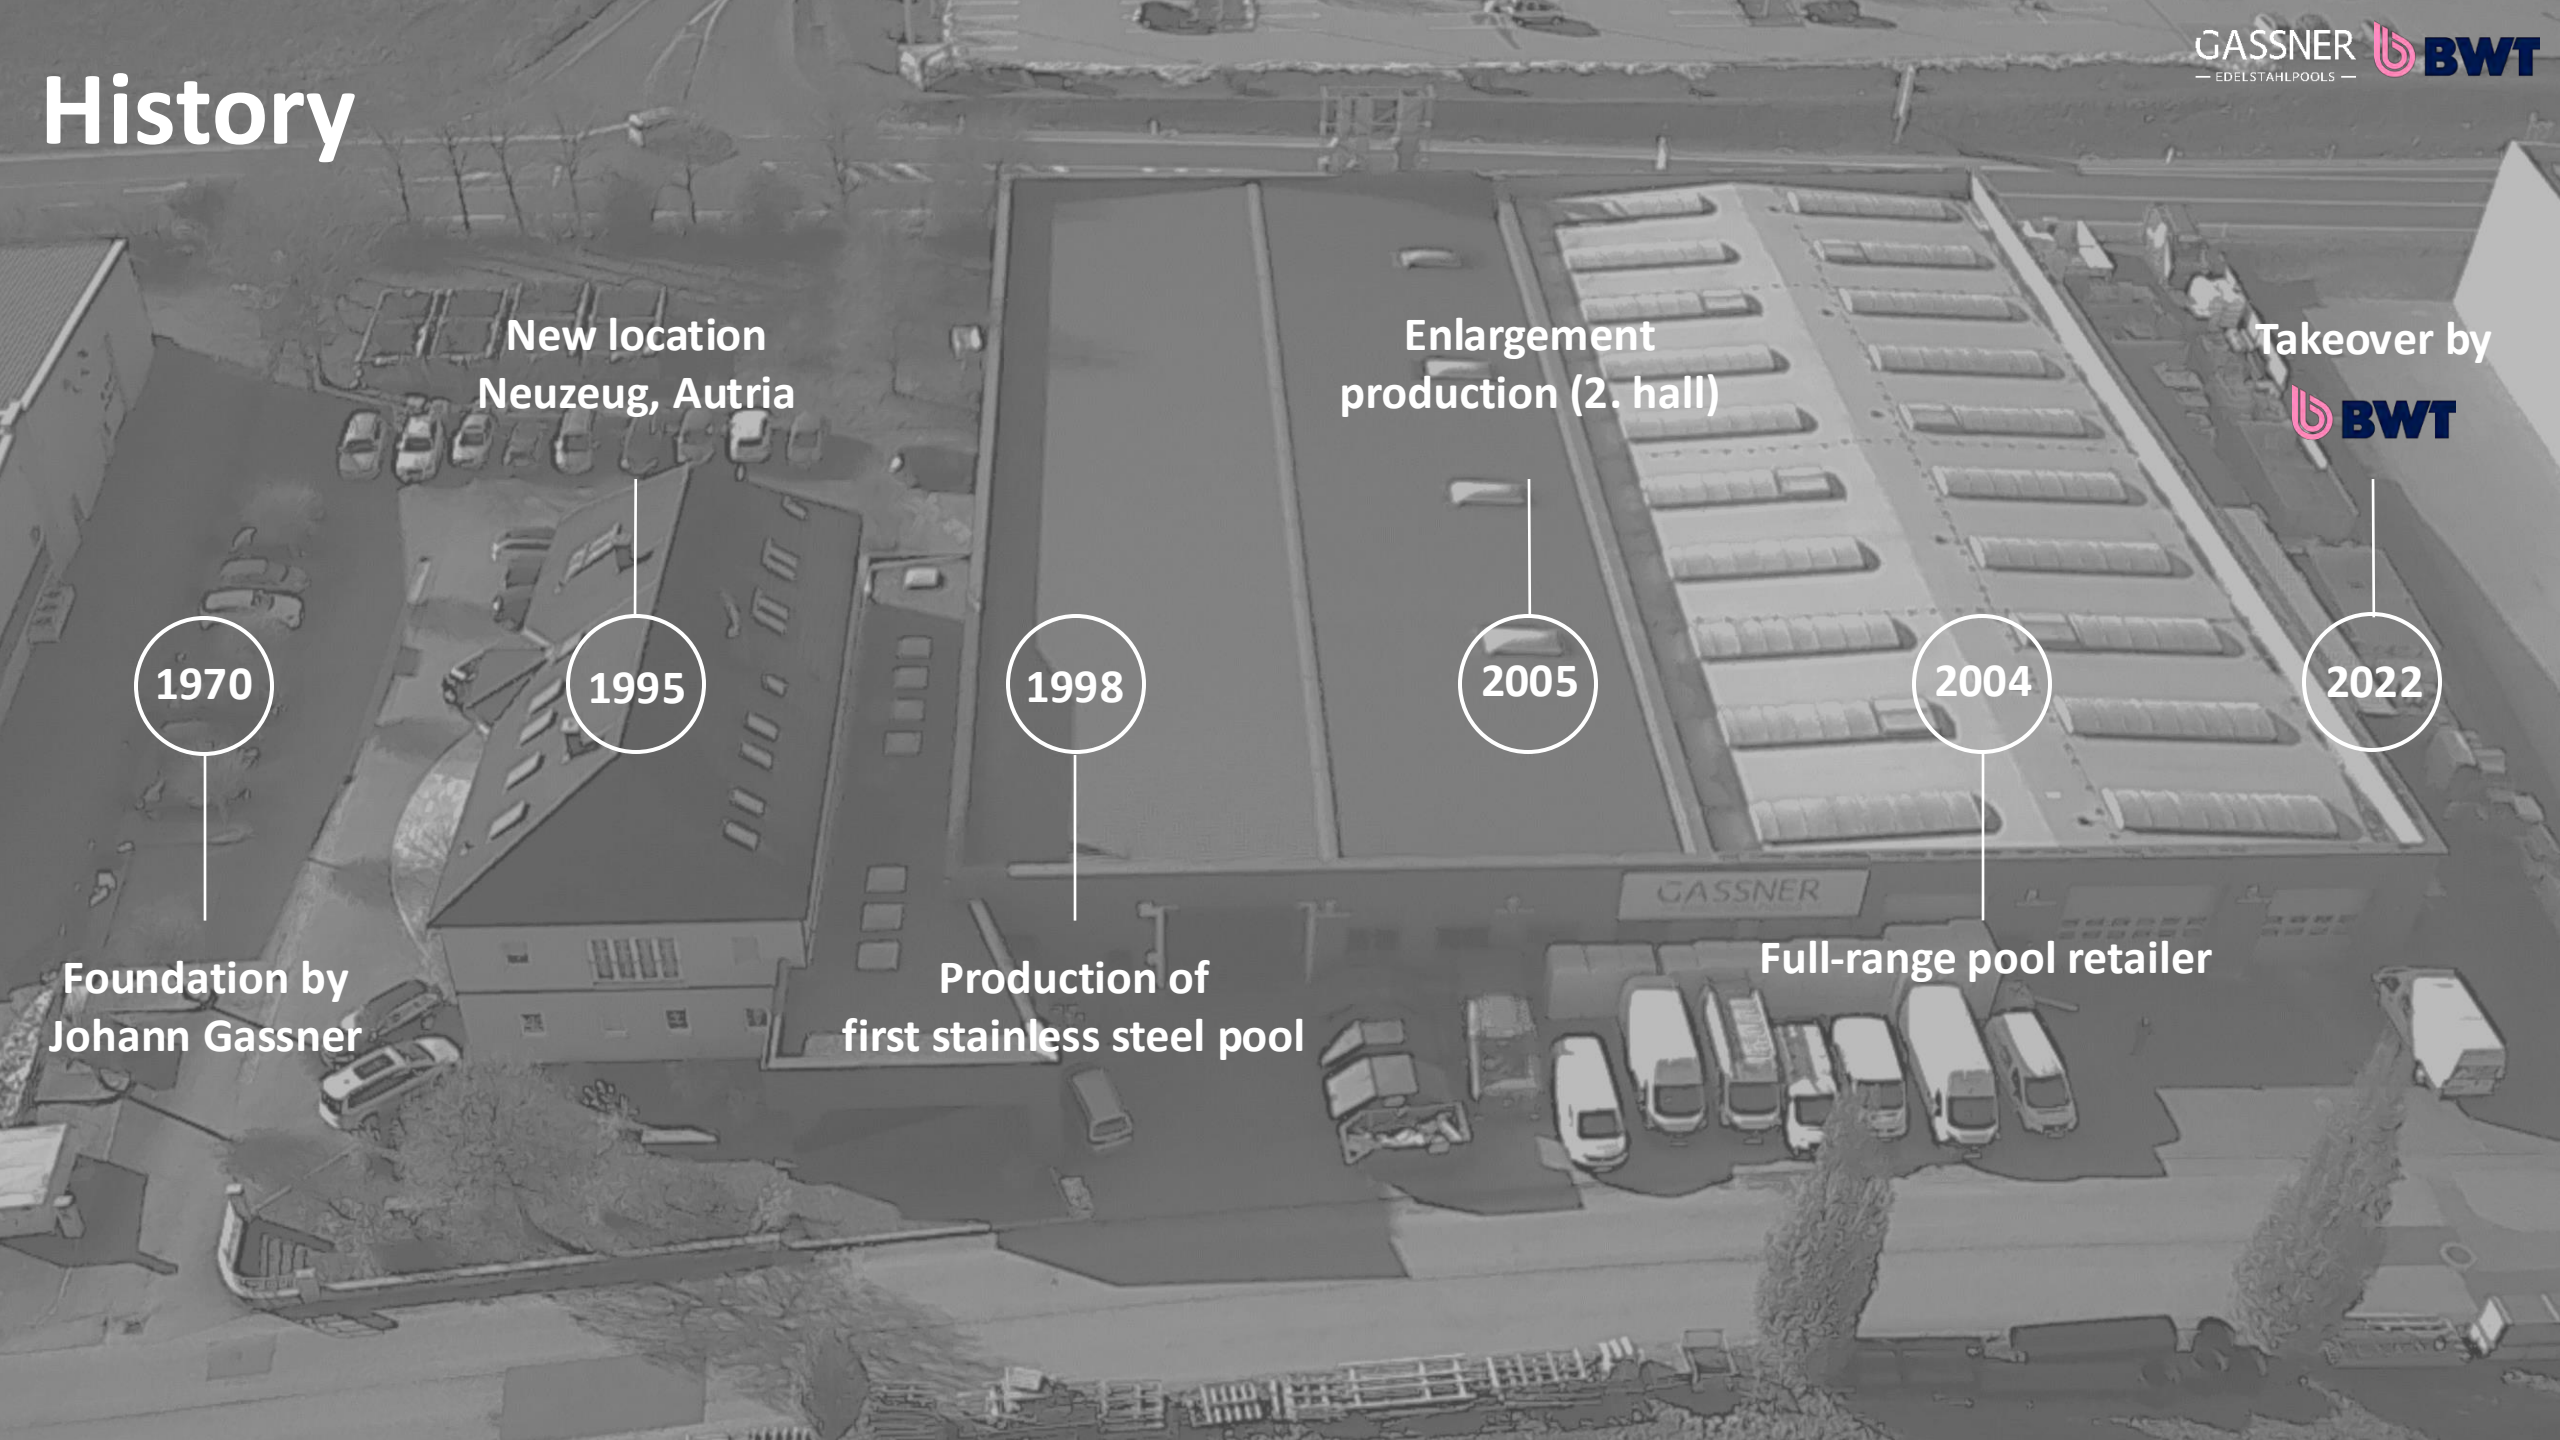 History
GASSNER
EDELSTAHLPOOLS
BWT
New location
Neuzeug, Autria
Enlargement
production (2. hall)
Takeover by
BWT
1970
1995
1998
2005
2004
2022
GASSNER
Foundation by
Johann Gassner
Production of
first stainless steel pool
Full-range pool retailer